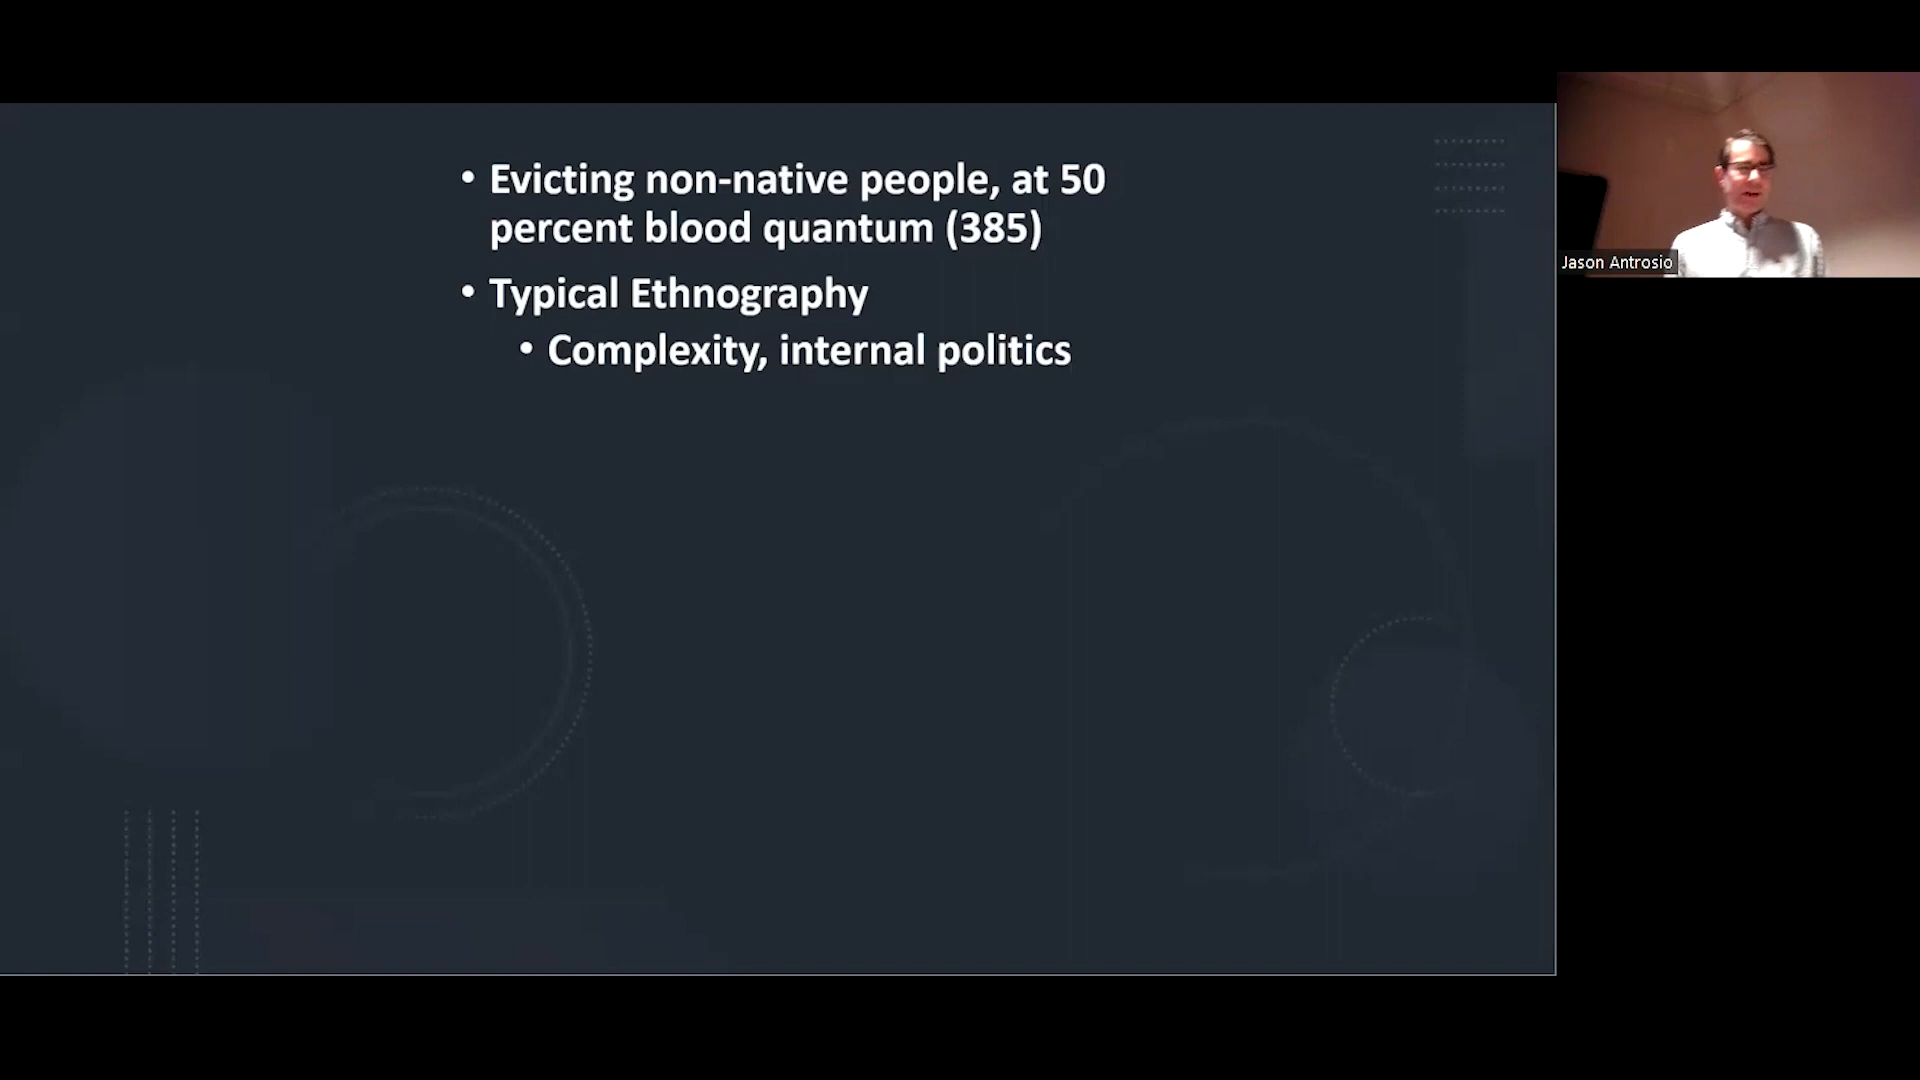 • Evicting non-native people, at 50
percent blood quantum (385)
• Typical Ethnography
• Complexity, internal politics
Jason Antrosio